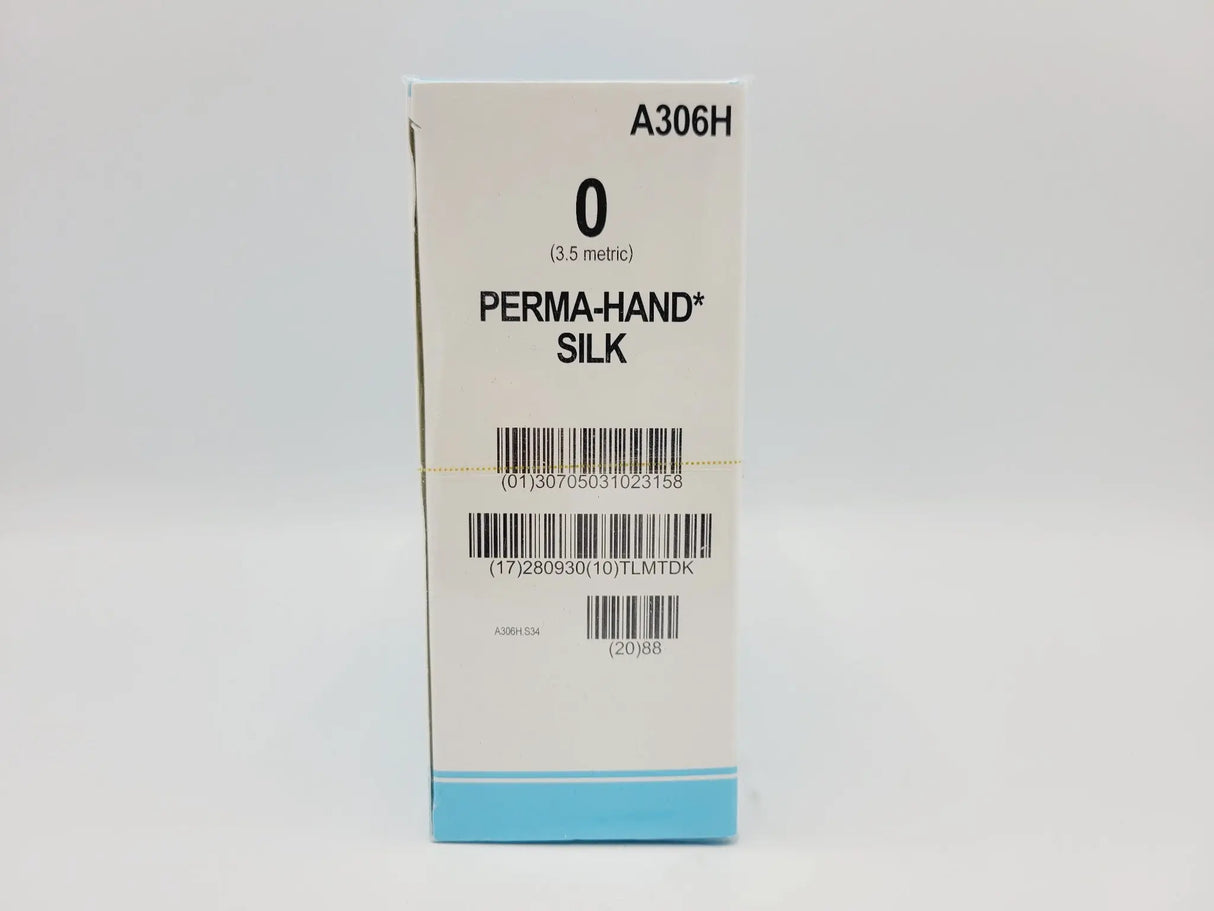 A306H
0
(3.5 metric)
PERMA-HAND*
SILK
(01)30705031023158
(17)280930(10)TLMTDK
A306H.S34
(20)88